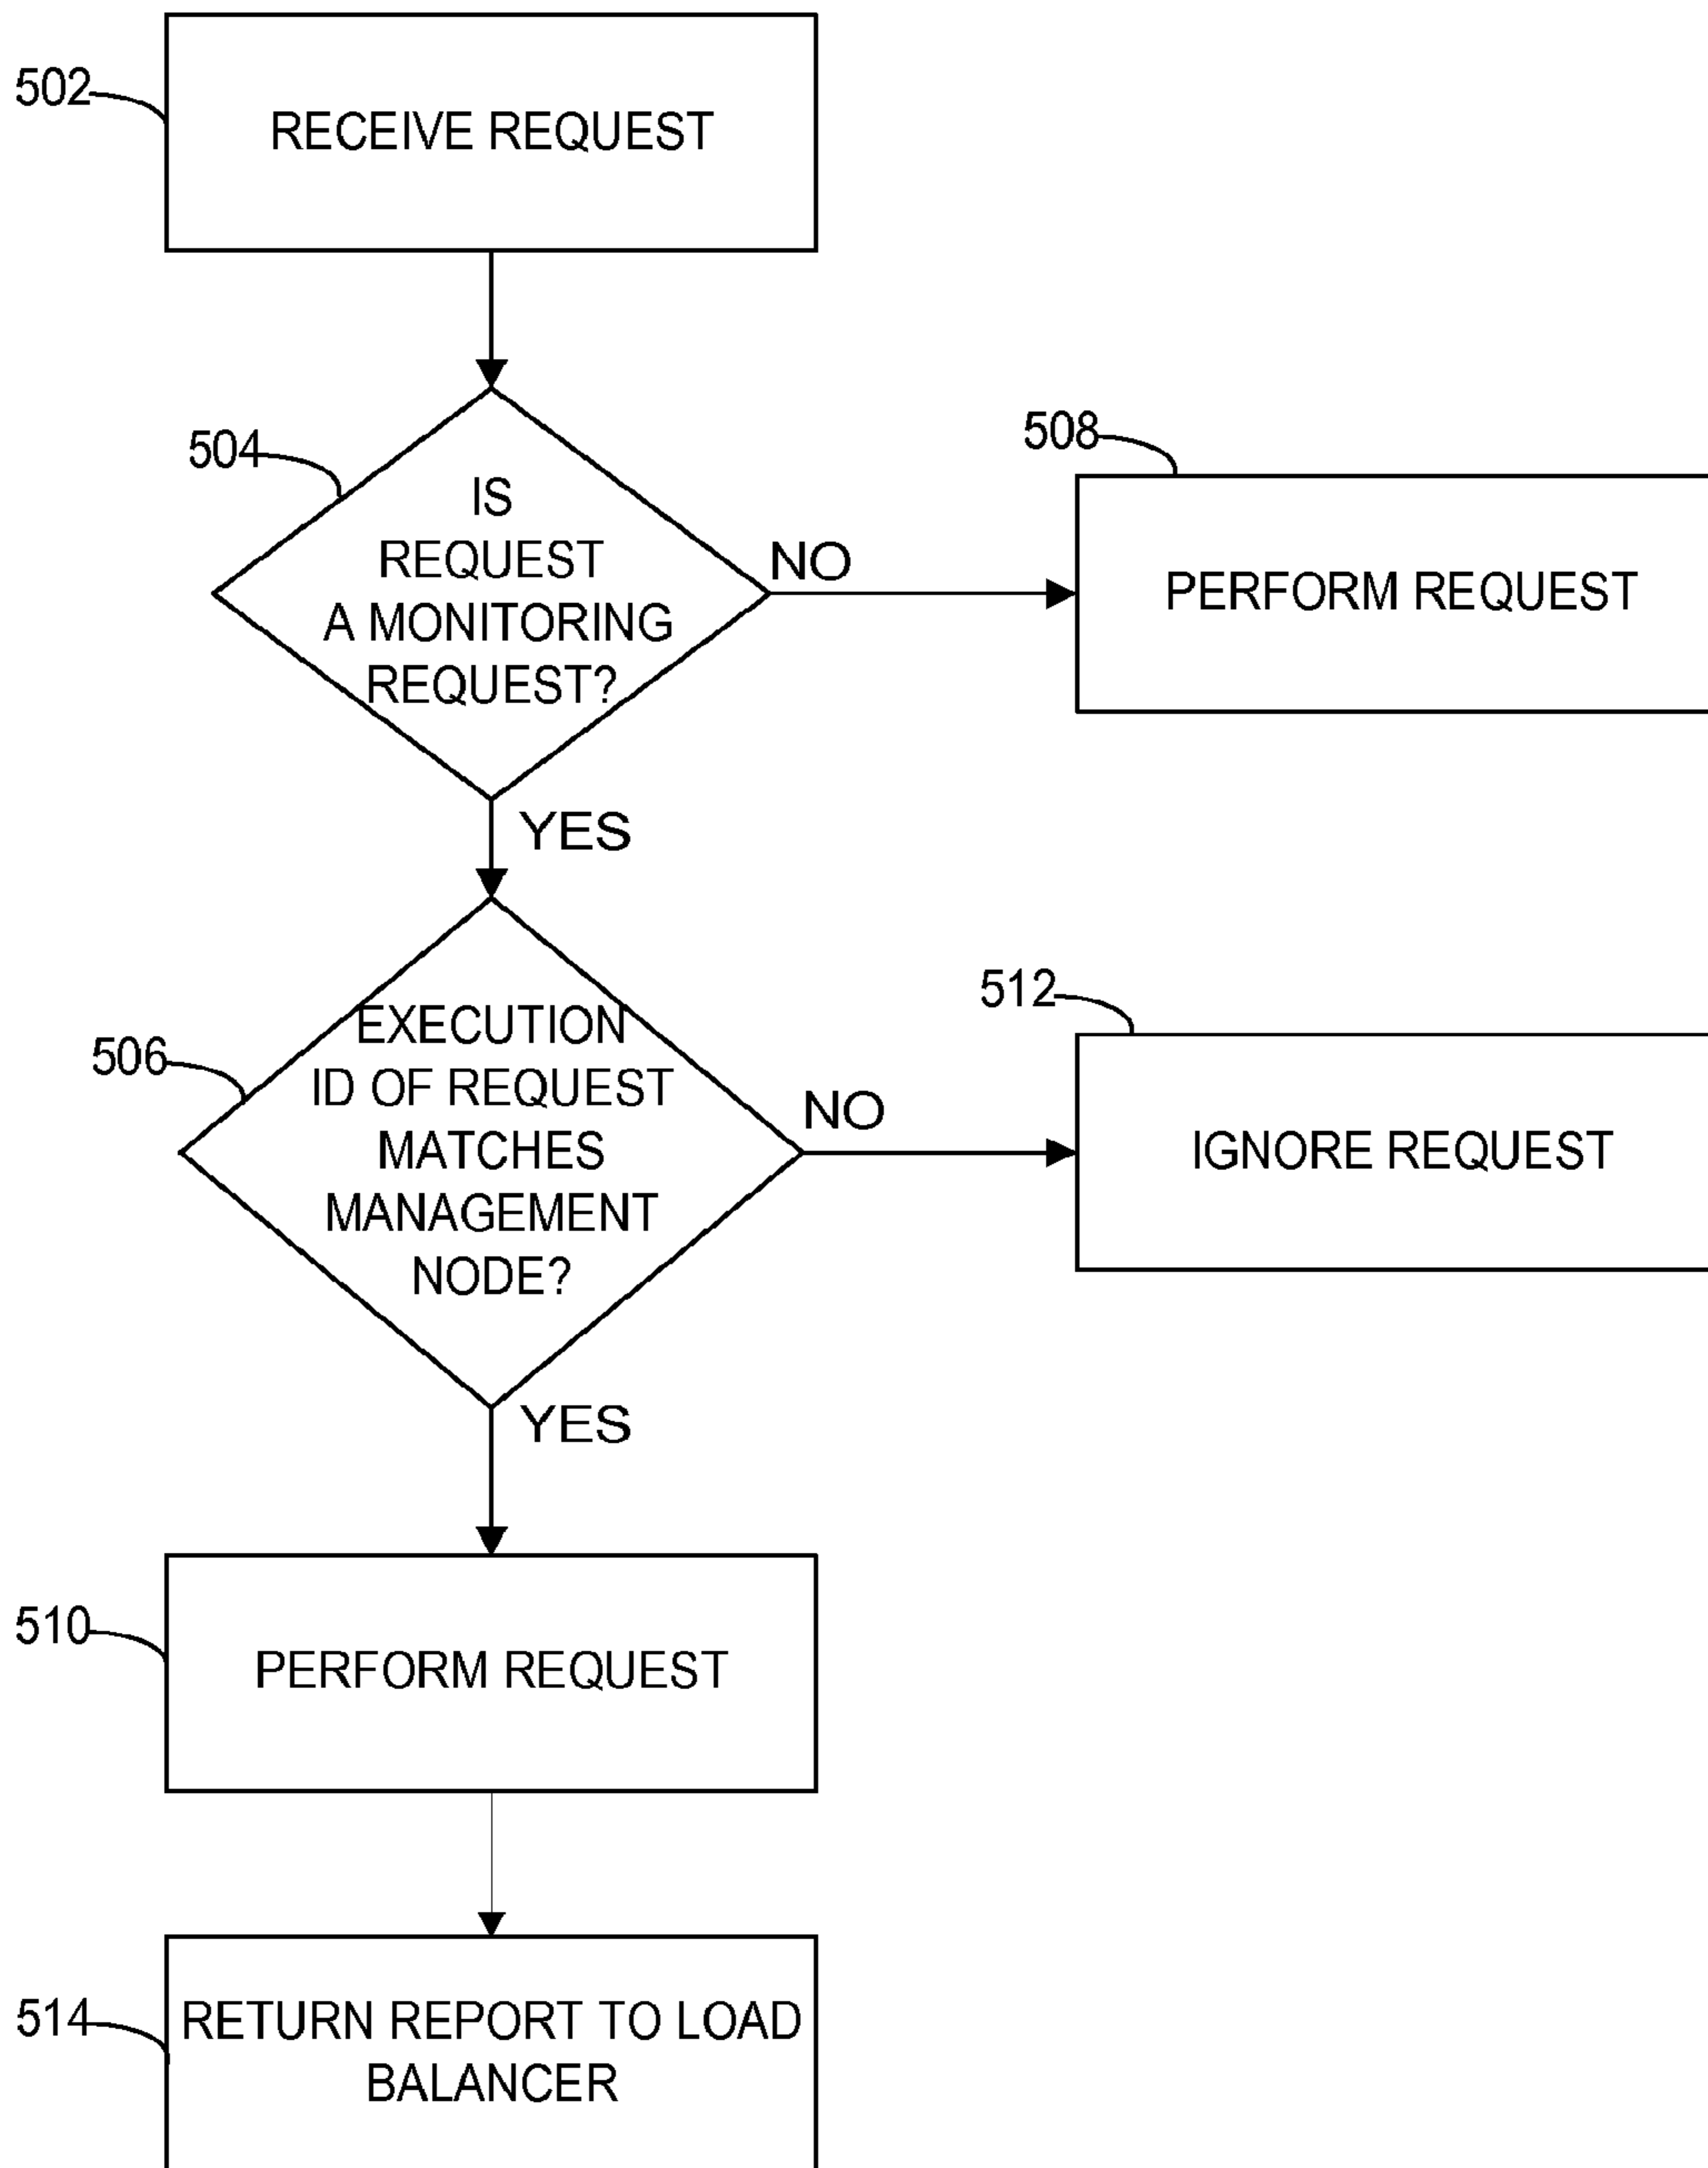 502
RECEIVE REQUEST
504
IS
REQUEST
A MONITORING
REQUEST?
NO
508
PERFORM REQUEST
YES
506
EXECUTION
ID OF REQUEST
MATCHES
MANAGEMENT
NODE?
NO
512
IGNORE REQUEST
YES
510
PERFORM REQUEST
514
RETURN REPORT TO LOAD
BALANCER